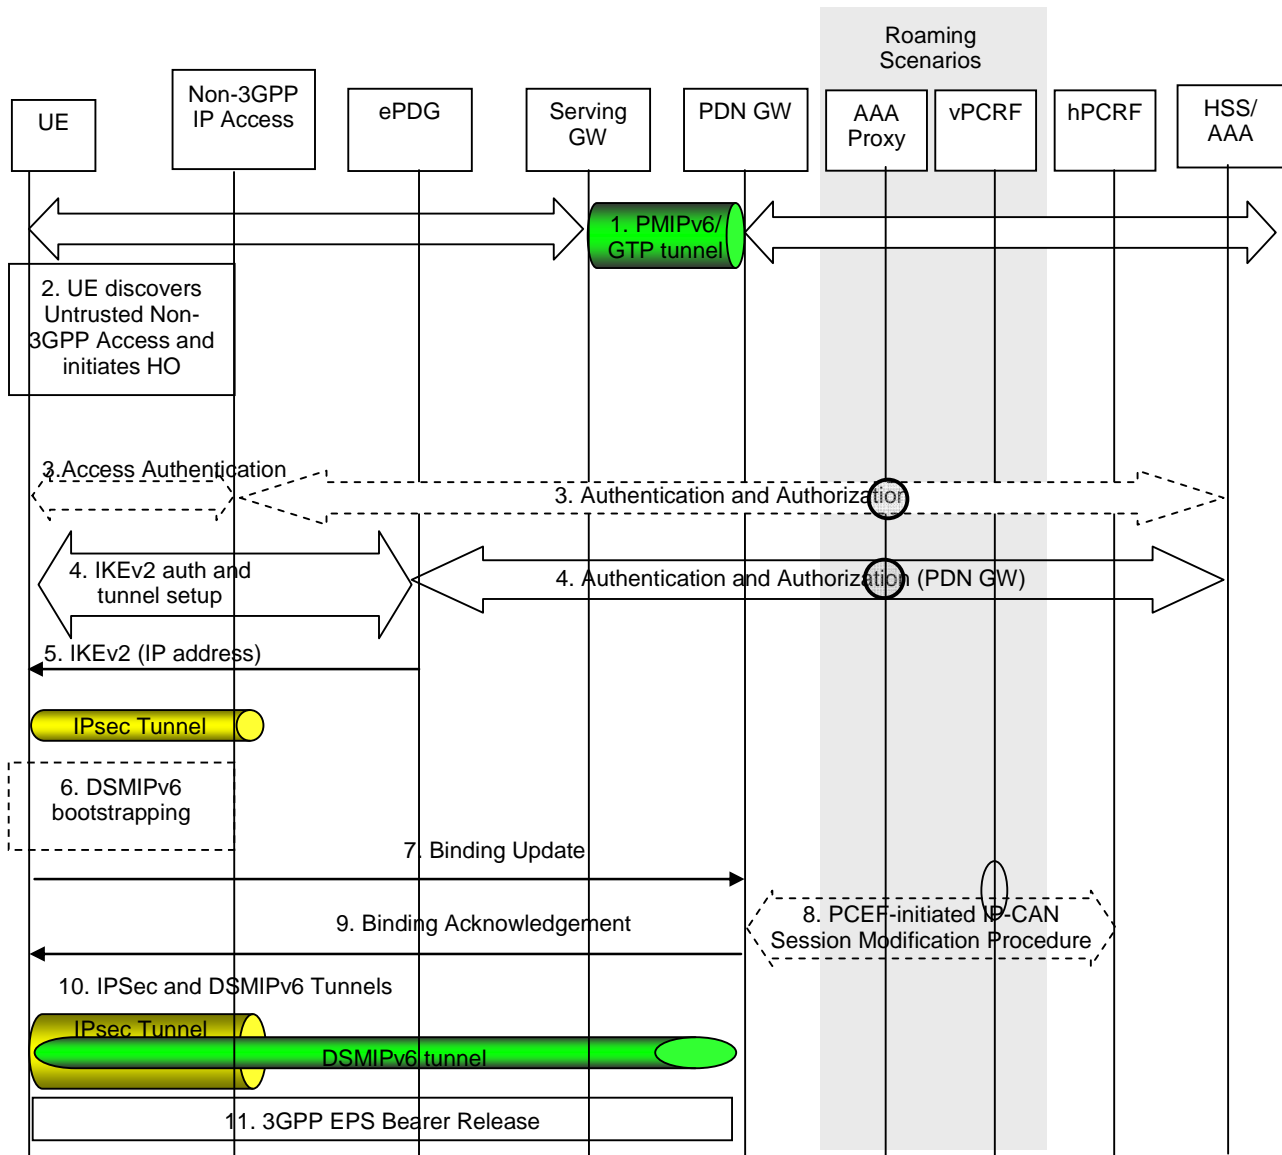 Roaming
Scenarios
UE
Non-3GPP
IP Access
ePDG
Serving
GW
PDN GW
AAA
Proxy
vPCRF
hPCRF
HSS/
AAA
1. PMIPv6/
GTP tunnel
2. UE discovers
Untrusted Non-
3GPP Access and
initiates HO
3.Access Authentication
3. Authentication and Authorization
4. IKEv2 auth and
tunnel setup
4. Authentication and Authorization (PDN GW)
5. IKEv2 (IP address)
IPsec Tunnel
6. DSMIPv6
bootstrapping
7. Binding Update
8. PCEF-initiated IP-CAN
Session Modification Procedure
9. Binding Acknowledgement
10. IPSec and DSMIPv6 Tunnels
IPsec Tunnel
DSMIPv6 tunnel
11. 3GPP EPS Bearer Release